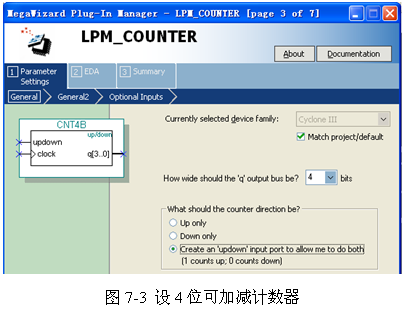 MegaWizard Plug-In Manager - LPM_COUNTER [page 3 of 7]
LPM_COUNTER
About
Documentation
1 Parameter Settings
2 EDA
3 Summary
General
General2
Optional Inputs
CNT4B
up/down
updown
clock
q[3..0]
Currently selected device family:
Cyclone III
Match project/default
How wide should the 'q' output bus be?
4
bits
What should the counter direction be?
Up only
Down only
Create an 'updown' input port to allow me to do both
(1 counts up; 0 counts down)
图 7-3 设 4 位可加减计数器